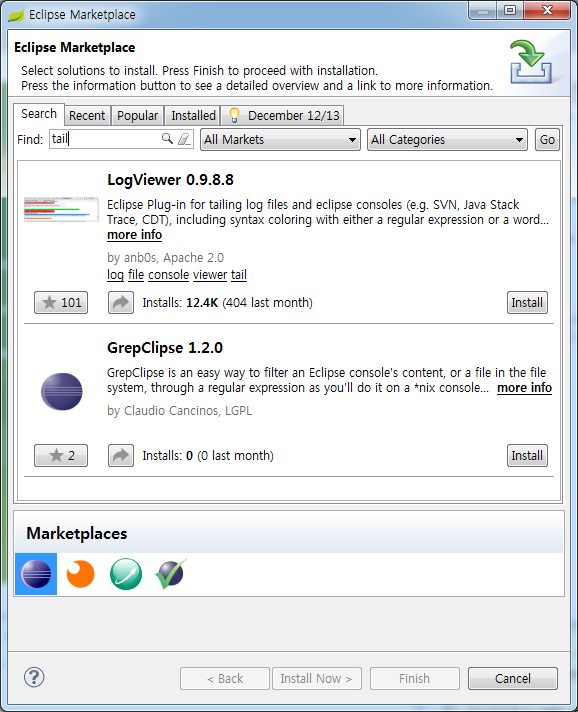 Eclipse Marketplace
Eclipse Marketplace
Select solutions to install. Press Finish to proceed with installation.
Press the information button to see a detailed overview and a link to more information.
Search Recent Popular Installed December 12/13
Find: tail All Markets All Categories Go
LogViewer 0.9.8.8
Eclipse Plug-in for tailing log files and eclipse consoles (e.g. SVN, Java Stack
Trace, CDT), including syntax coloring with either a regular expression or a word...
more info
by anb0s, Apache 2.0
log file console viewer tail
101 Installs: 12.4K (404 last month) Install
GrepClipse 1.2.0
GrepClipse is an easy way to filter an Eclipse console's content, or a file in the file
system, through a regular expression as you'll do it on a *nix console... more info
by Claudio Cancinos, LGPL
2 Installs: 0 (0 last month) Install
Marketplaces
? < Back Install Now > Finish Cancel